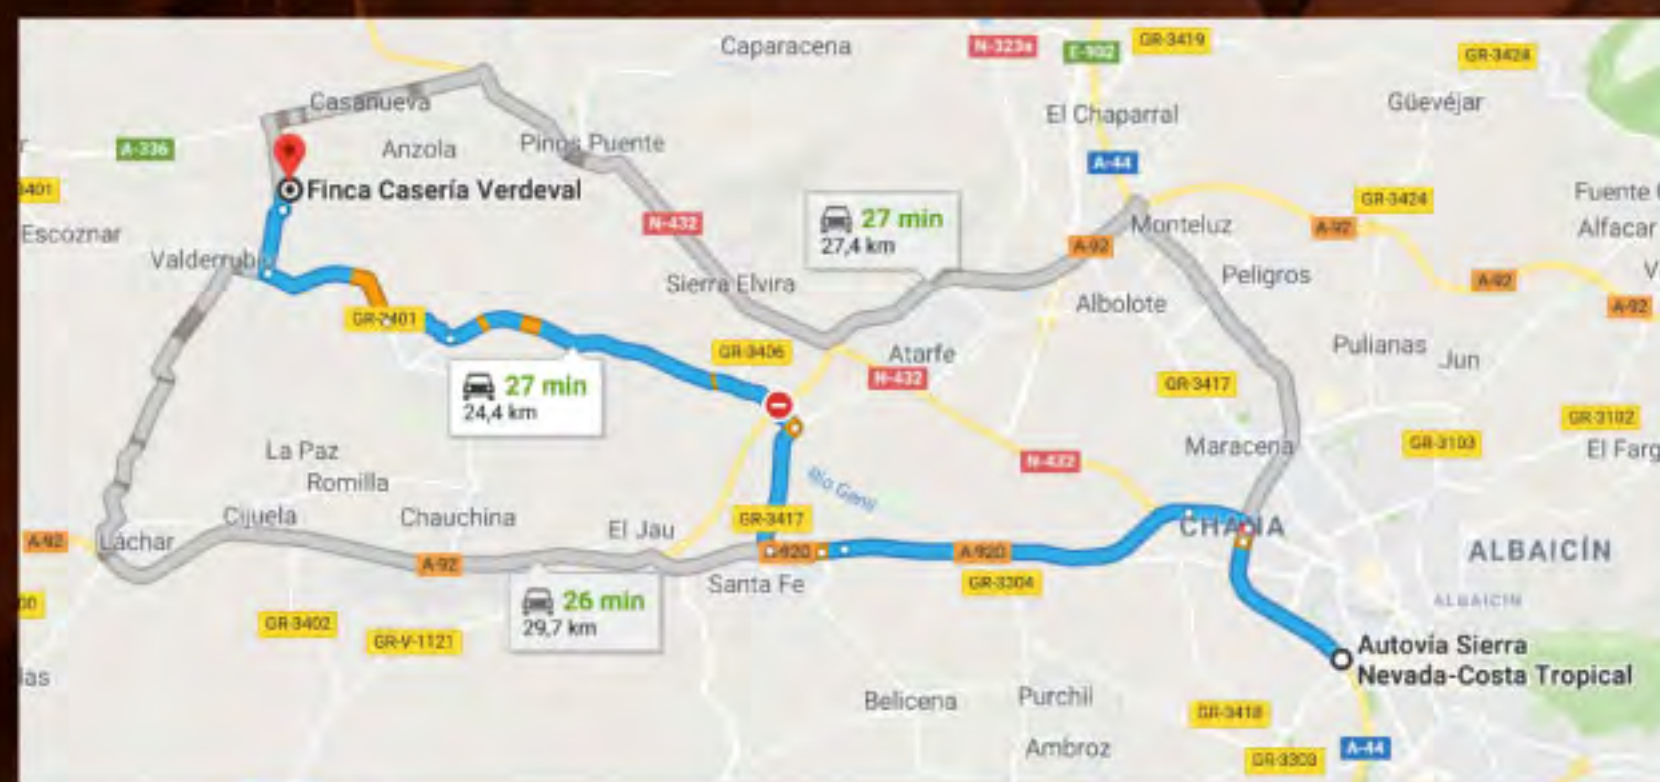 Caparacena
N-323a
E-902
GR-3419
GR-3424
Casanueva
El Chaparral
Güevéjar
A-336
Anzola
Pinos Puente
A-44
3401
Finca Casería Verdeval
GR-3424
Fuente
Escoznar
N-432
27 min
27,4 km
Monteluz
A-92
Alfacar
Valderrubio
A-92
Sierra Elvira
Peligros
A-92
A-92
Albolote
GR-3401
GR-3406
Atarfe
Pulianas
Jun
27 min
24,4 km
N-432
GR-3417
GR-3102
La Paz
Maracena
GR-3103
El Farg
Romilla
N-432
Río Genil
Cijuela
Chauchina
El Jau
GR-3417
CHANA
A-92
Láchar
A-92
A-920
A-920
ALBAICÍN
Santa Fe
GR-3304
26 min
29,7 km
ALBAICÍN
GR-3402
GR-V-1121
Autovía Sierra
Nevada-Costa Tropical
las
Belicena
Purchil
GR-3418
Ambroz
A-44
GR-3303